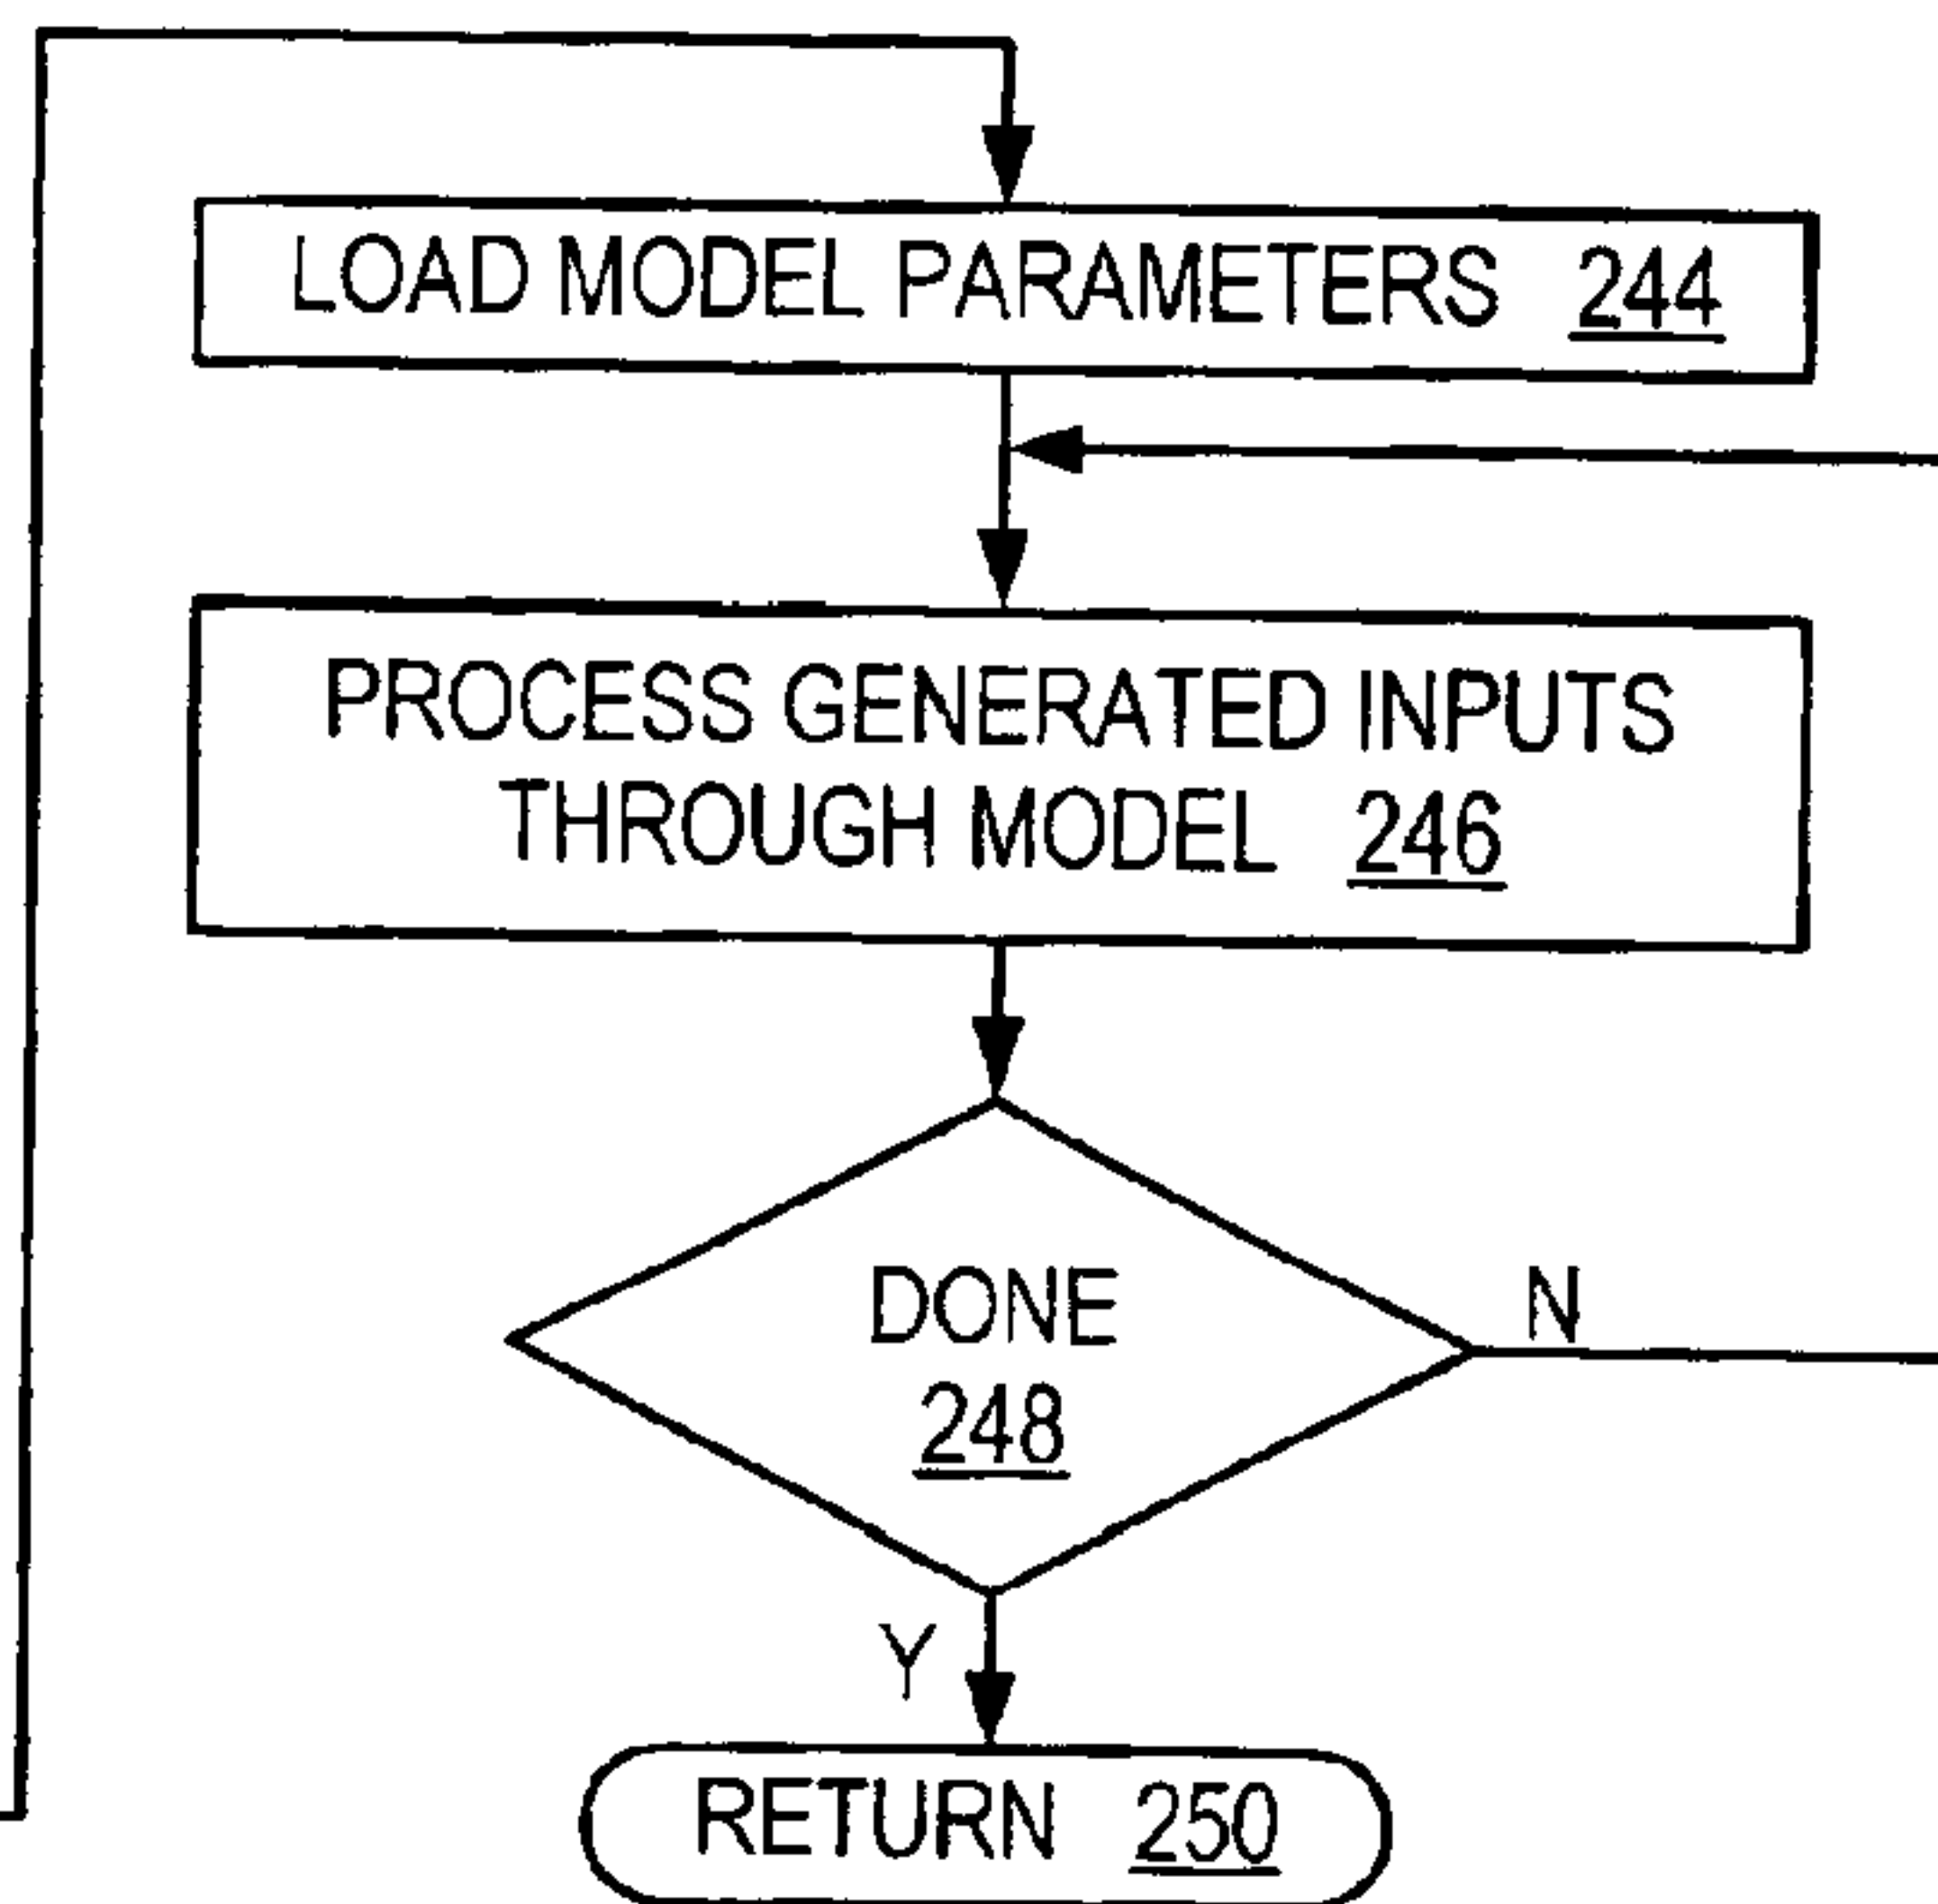 LOAD MODEL PARAMETERS 244
PROCESS GENERATED INPUTS
THROUGH MODEL 246
DONE
248
N
Y
RETURN 250